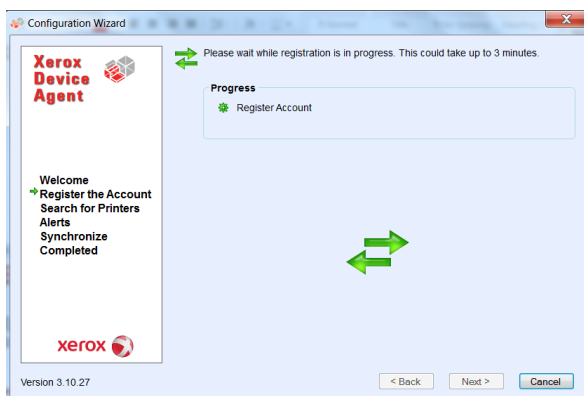 Configuration Wizard
Xerox
Device
Agent
Please wait while registration is in progress. This could take up to 3 minutes.
Progress
Register Account
Welcome
Register the Account
Search for Printers
Alerts
Synchronize
Completed
xerox
Version 3.10.27
< Back
Next >
Cancel